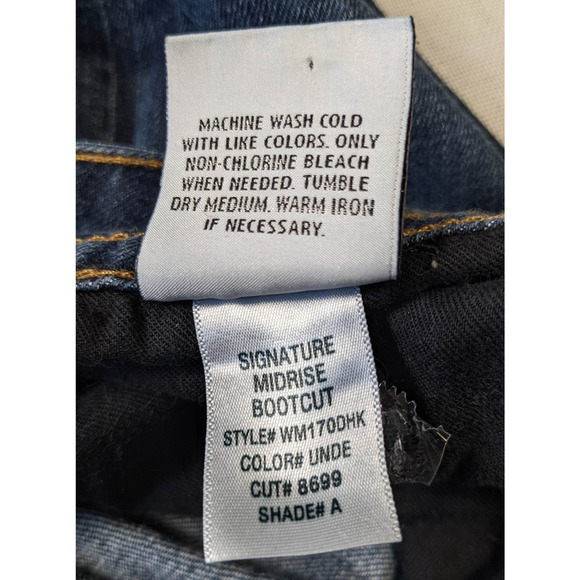 MACHINE WASH COLD
WITH LIKE COLORS. ONLY
NON-CHLORINE BLEACH
WHEN NEEDED. TUMBLE
DRY MEDIUM. WARM IRON
IF NECESSARY.
SIGNATURE
MIDRISE
BOOTCUT
STYLE# WM170DHK
COLOR# UNDE
CUT# 8699
SHADE# A